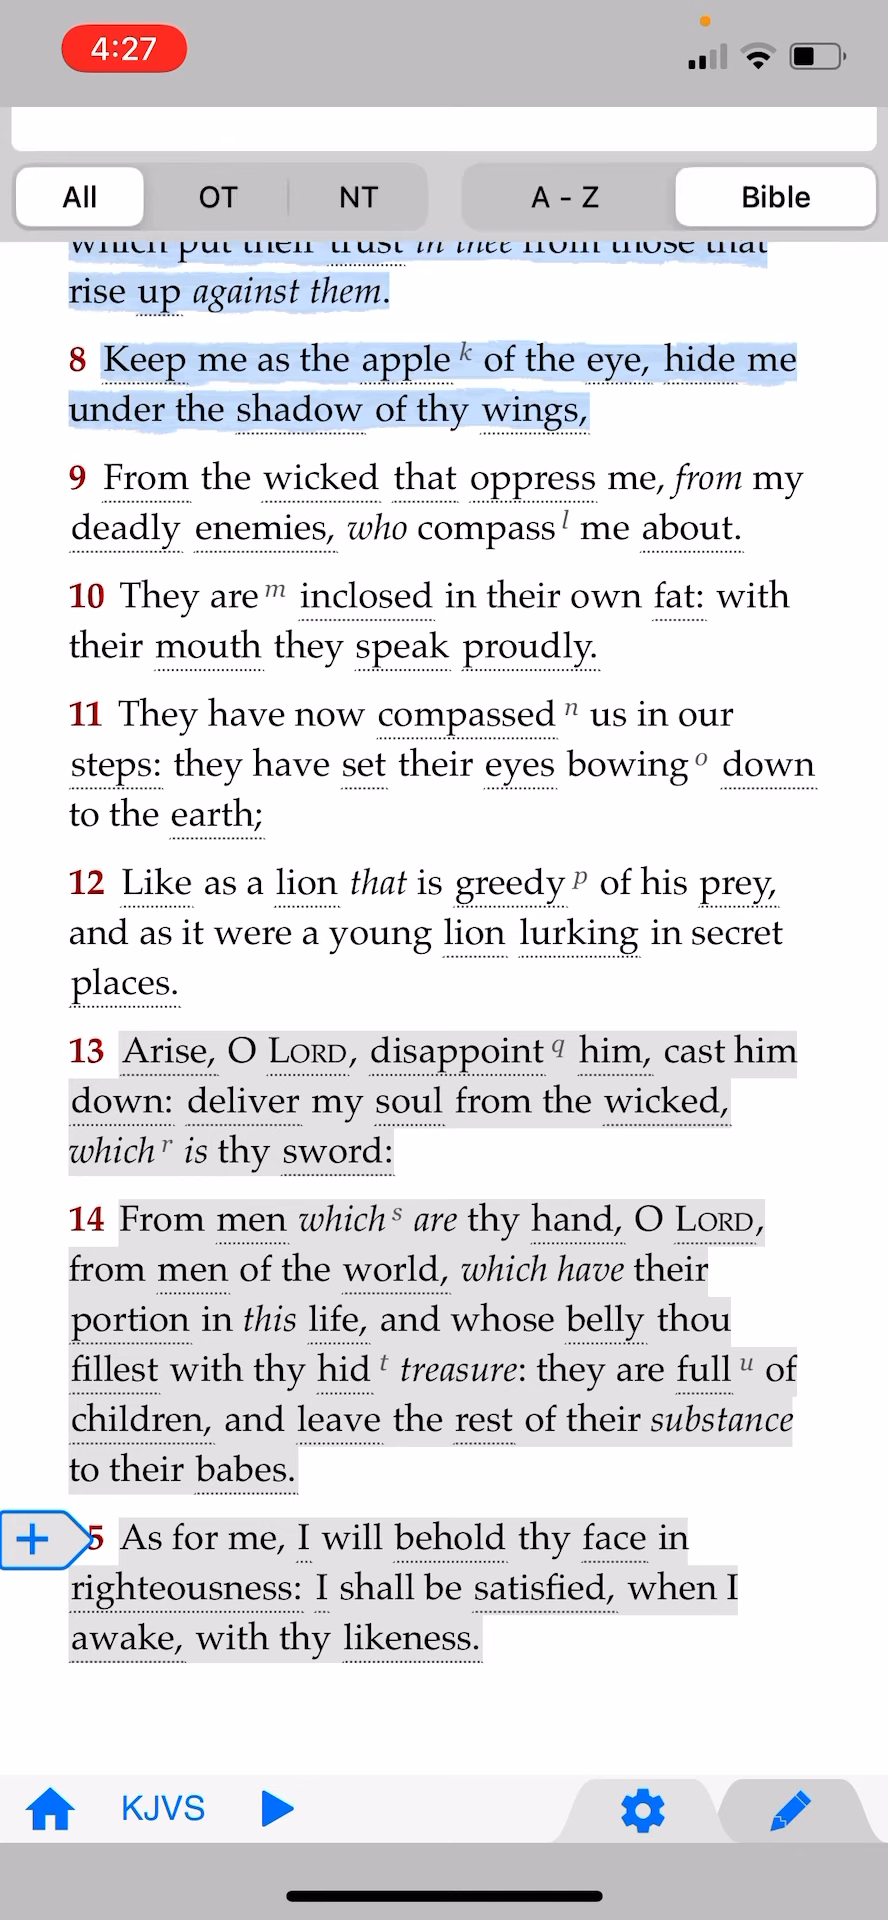 4:27
All OT NT A - Z Bible
which put their trust in thee from those that
rise up against them.
8 Keep me as the apple k of the eye, hide me
under the shadow of thy wings,
9 From the wicked that oppress me, from my
deadly enemies, who compass l me about.
10 They are m inclosed in their own fat: with
their mouth they speak proudly.
11 They have now compassed n us in our
steps: they have set their eyes bowing o down
to the earth;
12 Like as a lion that is greedy p of his prey,
and as it were a young lion lurking in secret
places.
13 Arise, O LORD, disappoint q him, cast him
down: deliver my soul from the wicked,
which r is thy sword:
14 From men which s are thy hand, O LORD,
from men of the world, which have their
portion in this life, and whose belly thou
fillest with thy hid t treasure: they are full u of
children, and leave the rest of their substance
to their babes.
5 As for me, I will behold thy face in
righteousness: I shall be satisfied, when I
awake, with thy likeness.
KJVS